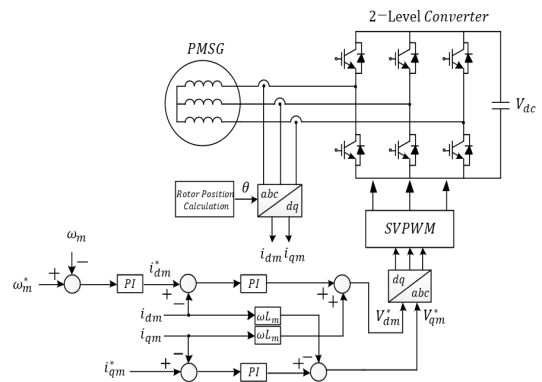 2−Level Converter
PMSG
V_dc
Rotor Position
Calculation
θ
abc
dq
i_dm i_qm
SVPWM
ω_m
ω_m^*
+
−
PI
i_dm^*
+
−
PI
+
+
dq
abc
V_dm^*
V_qm^*
i_dm
ωL_m
i_qm
ωL_m
i_qm^*
+
−
PI
+
−